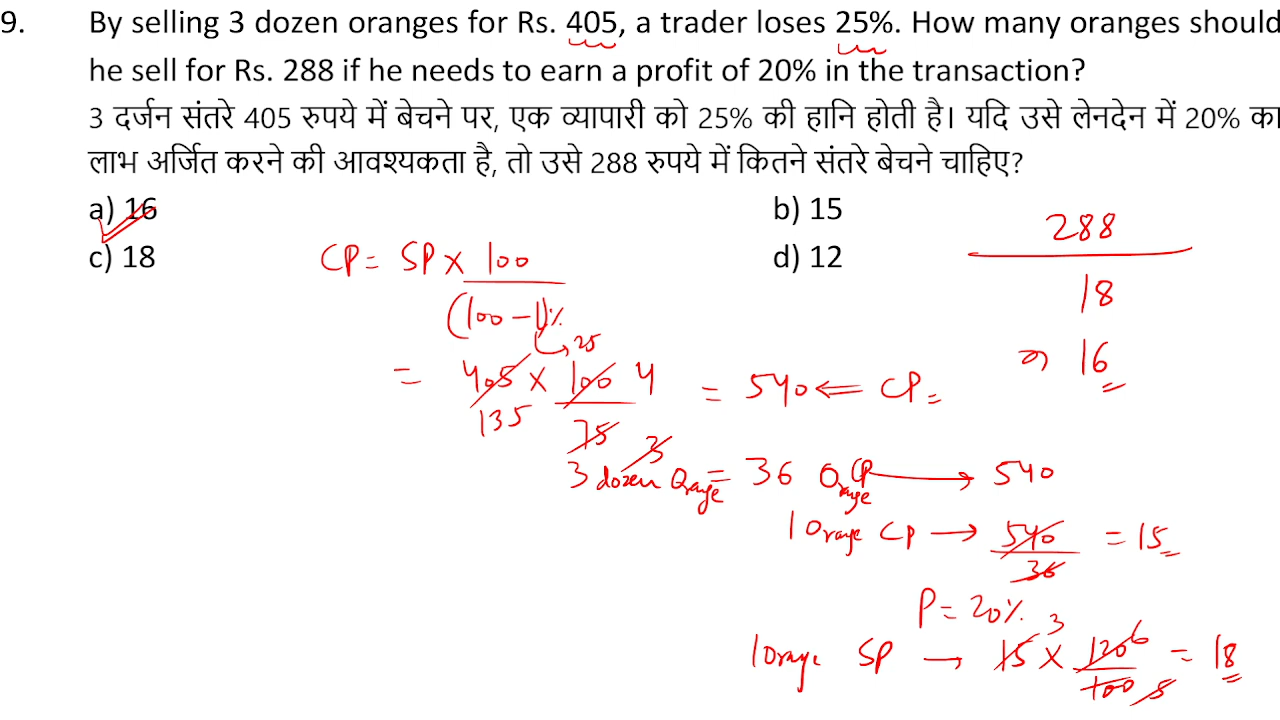 9. By selling 3 dozen oranges for Rs. 405, a trader loses 25%. How many oranges should
he sell for Rs. 288 if he needs to earn a profit of 20% in the transaction?
3 दर्जन संतरे 405 रुपये में बेचने पर, एक व्यापारी को 25% की हानि होती है। यदि उसे लेनदेन में 20% का
लाभ अर्जित करने की आवश्यकता है, तो उसे 288 रुपये में कितने संतरे बेचने चाहिए?
a) 16 b) 15
c) 18 d) 12
288
18
16
CP = SP x 100
(100 - l)%
25
= 405 x 100 4 = 540 ⇐ CP =
135 75 3
3 dozen Orange = 36 Orange CP → 540
1 Orange CP → 540 = 15
36
P = 20%
3 6
1 Orange SP → 15 x 120 = 18
100 5